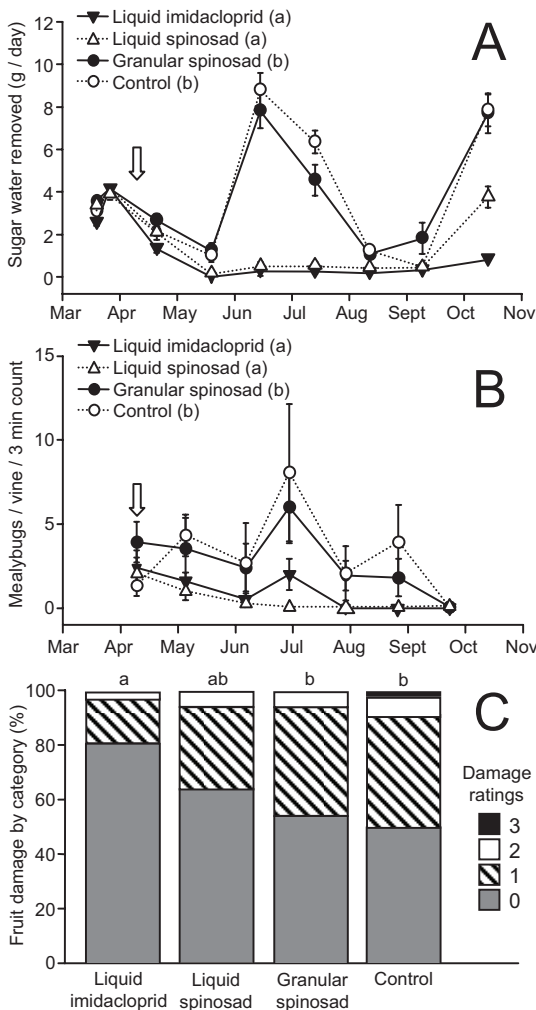 Liquid imidacloprid (a)
Liquid spinosad (a)
Granular spinosad (b)
Control (b)
A
Sugar water removed (g / day)
12
10
8
6
4
2
0
Mar Apr May Jun Jul Aug Sept Oct Nov
Liquid imidacloprid (a)
Liquid spinosad (a)
Granular spinosad (b)
Control (b)
B
Mealybugs / vine / 3 min count
15
10
5
0
Mar Apr May Jun Jul Aug Sept Oct Nov
a ab b b
C
Fruit damage by category (%)
100
80
60
40
20
0
Damage
ratings
3
2
1
0
Liquid Liquid Granular Control
imidacloprid spinosad spinosad